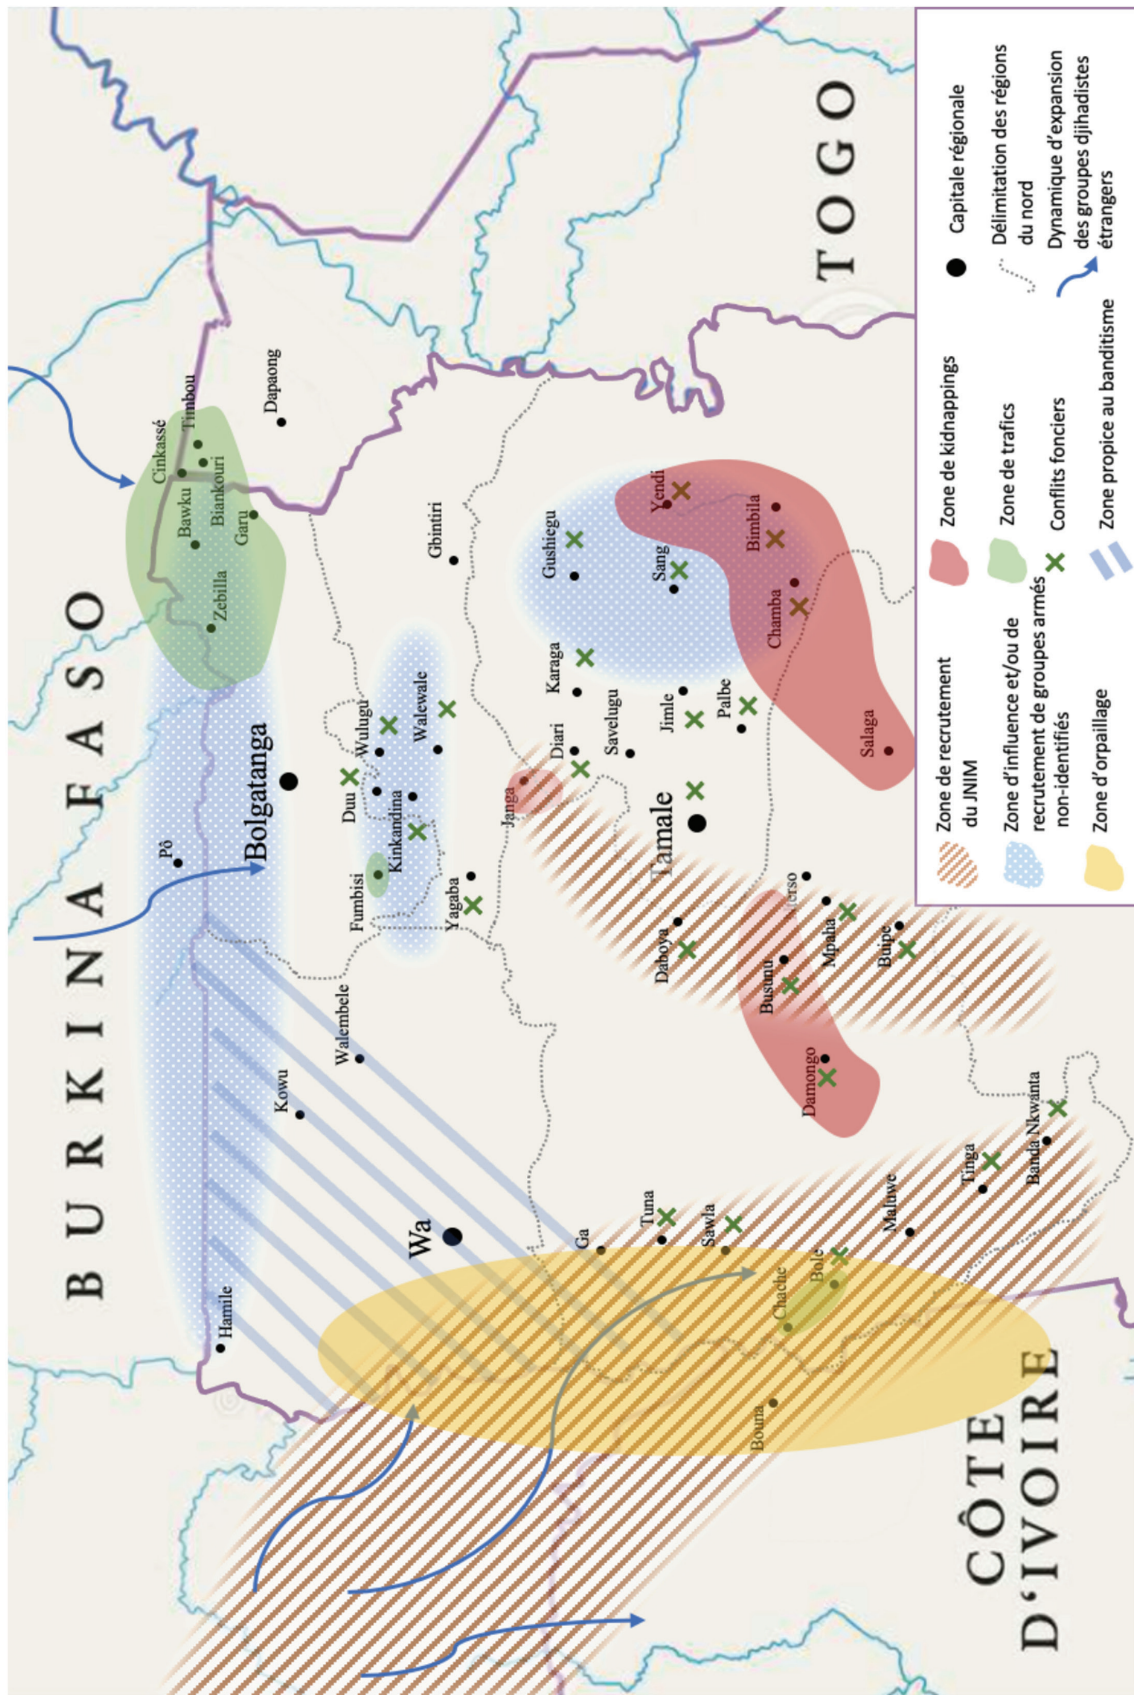 BURKINA FASO
TOGO
CÔTE
D'IVOIRE
Hamile
Pô
Bolgatanga
Zebilla
Bawku
Cinkassé
Timbou
Biankouri
Garu
Dapaong
Kowu
Walembele
Wa
Fumbisi
Duu
Kinkandina
Wulugu
Walewale
Yagaba
Gbintiri
Janga
Diari
Karaga
Gushiegu
Savelugu
Ga
Tuna
Sawla
Daboya
Tamale
Jimle
Sang
Yendi
Palbe
Bouna
Chache
Bole
Damongo
Busunu
Mpaha
Chamba
Bimbila
Maluwe
Buipe
Salaga
Tinga
Banda Nkwanta
Zone de recrutement
du JNIM
Zone d'influence et/ou de
recrutement de groupes armés
non-identifiés
Zone d'orpaillage
Zone de kidnappings
Zone de trafics
Conflits fonciers
Zone propice au banditisme
Capitale régionale
Délimitation des régions
du nord
Dynamique d'expansion
des groupes djihadistes
étrangers